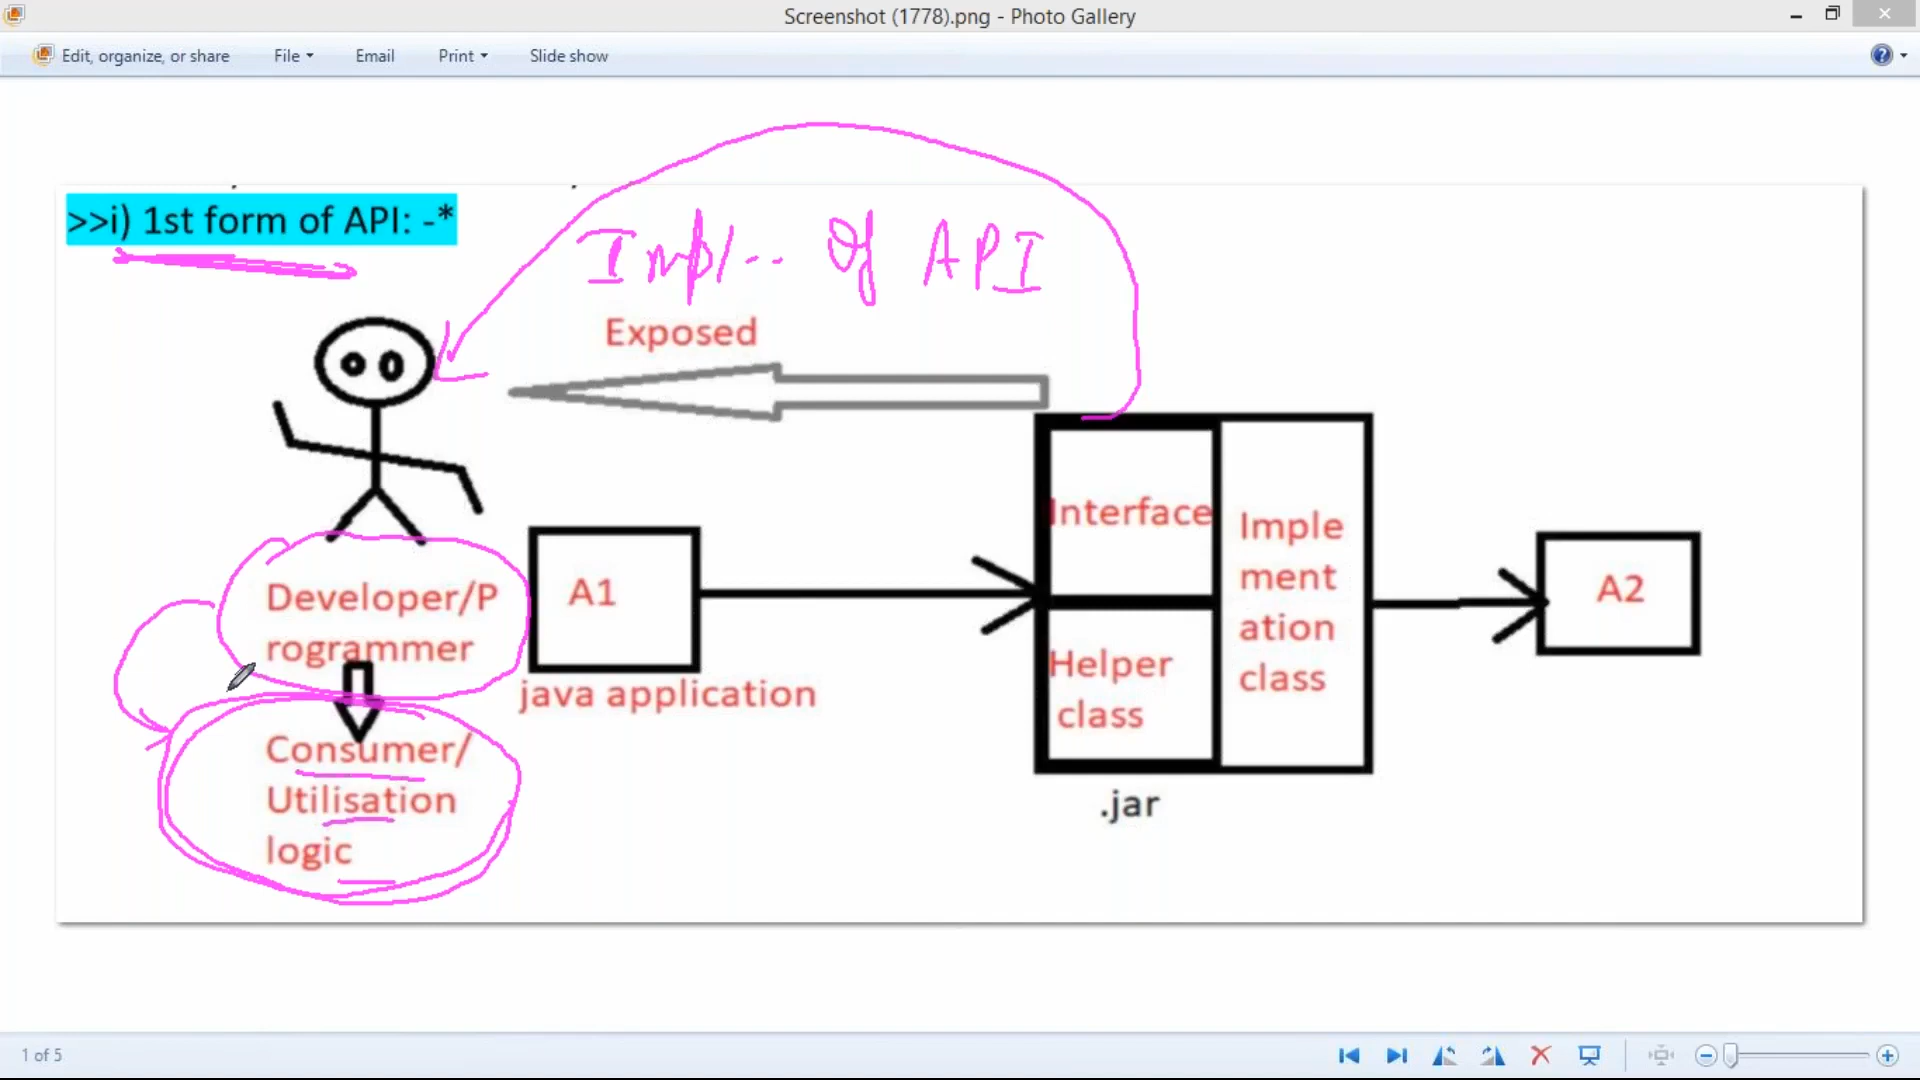 Screenshot (1778).png - Photo Gallery
Edit, organize, or share File Email Print Slide show
>>i) 1st form of API: -*
Impl... Of API
Exposed
Interface
Imple
ment
ation
class
Helper
class
.jar
A1
java application
A2
Developer/P
rogrammer
Consumer/
Utilisation
logic
1 of 5